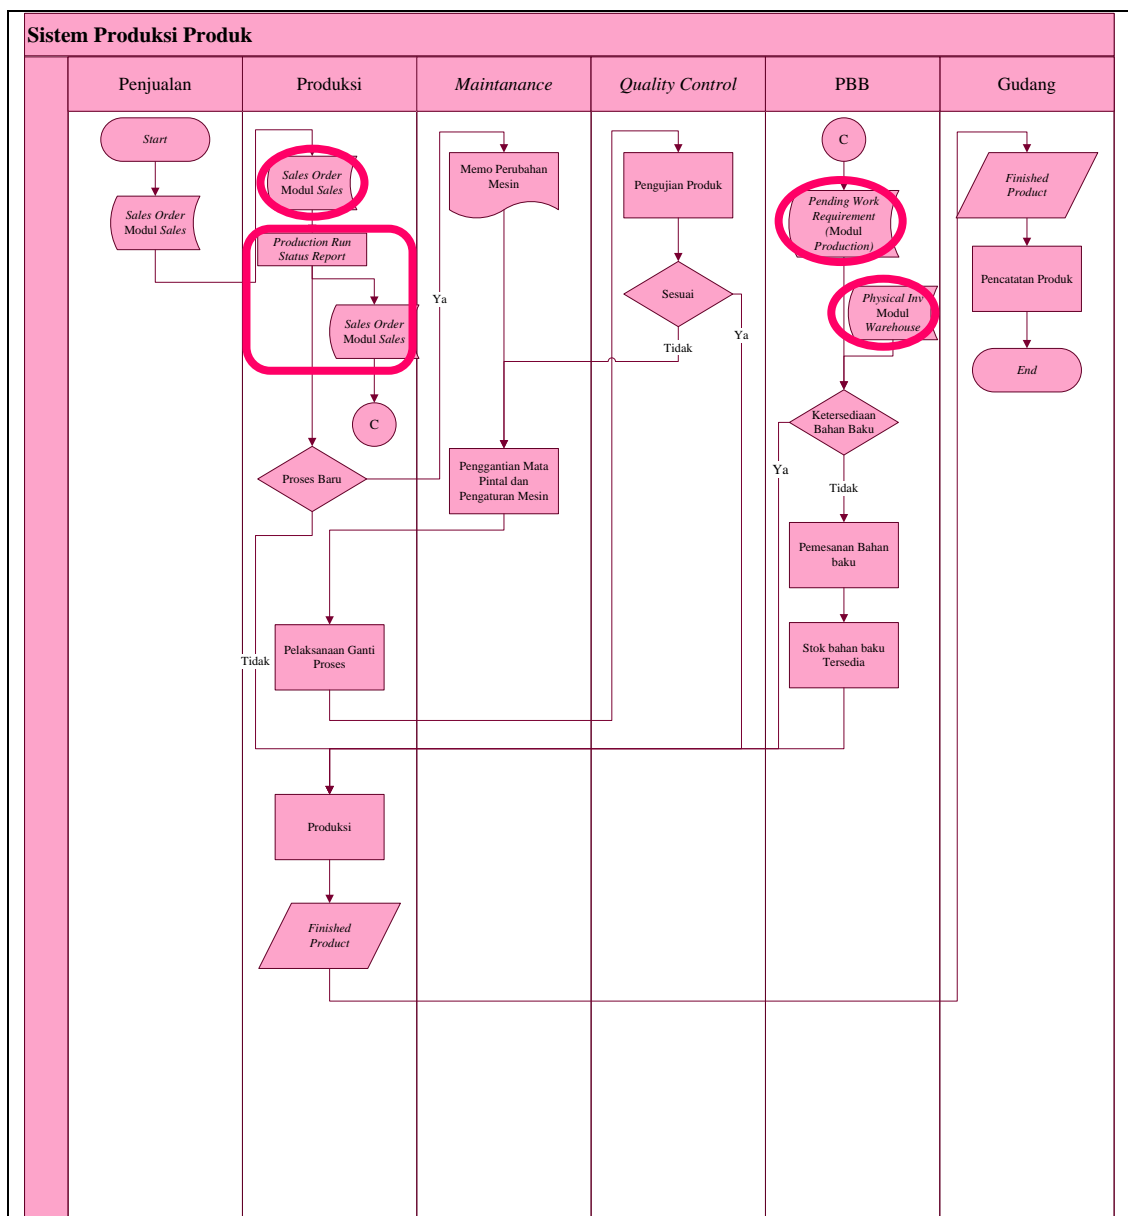 Sistem Produksi Produk
Penjualan
Produksi
Maintanance
Quality Control
PBB
Gudang
Start
Sales Order
Modul Sales
Sales Order
Modul Sales
Production Run
Status Report
Sales Order
Modul Sales
C
Proses Baru
Ya
Tidak
Pelaksanaan Ganti
Proses
Produksi
Finished
Product
Memo Perubahan
Mesin
Penggantian Mata
Pintal dan
Pengaturan Mesin
Pengujian Produk
Sesuai
Tidak
Ya
C
Pending Work
Requirement
(Modul
Production)
Physical Inv
Modul
Warehouse
Ketersediaan
Bahan Baku
Ya
Tidak
Pemesanan Bahan
baku
Stok bahan baku
Tersedia
Finished
Product
Pencatatan Produk
End